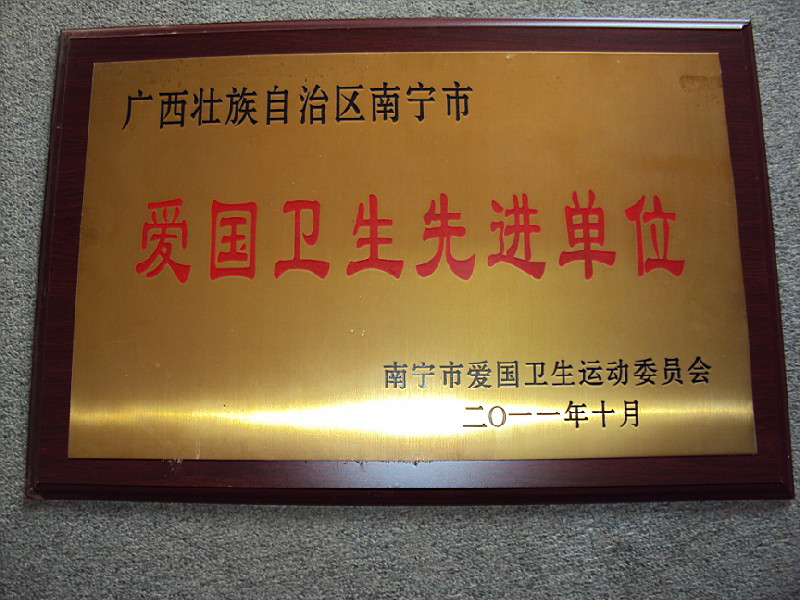 广西壮族自治区南宁市
爱国卫生先进单位
南宁市爱国卫生运动委员会
二〇一一年十月